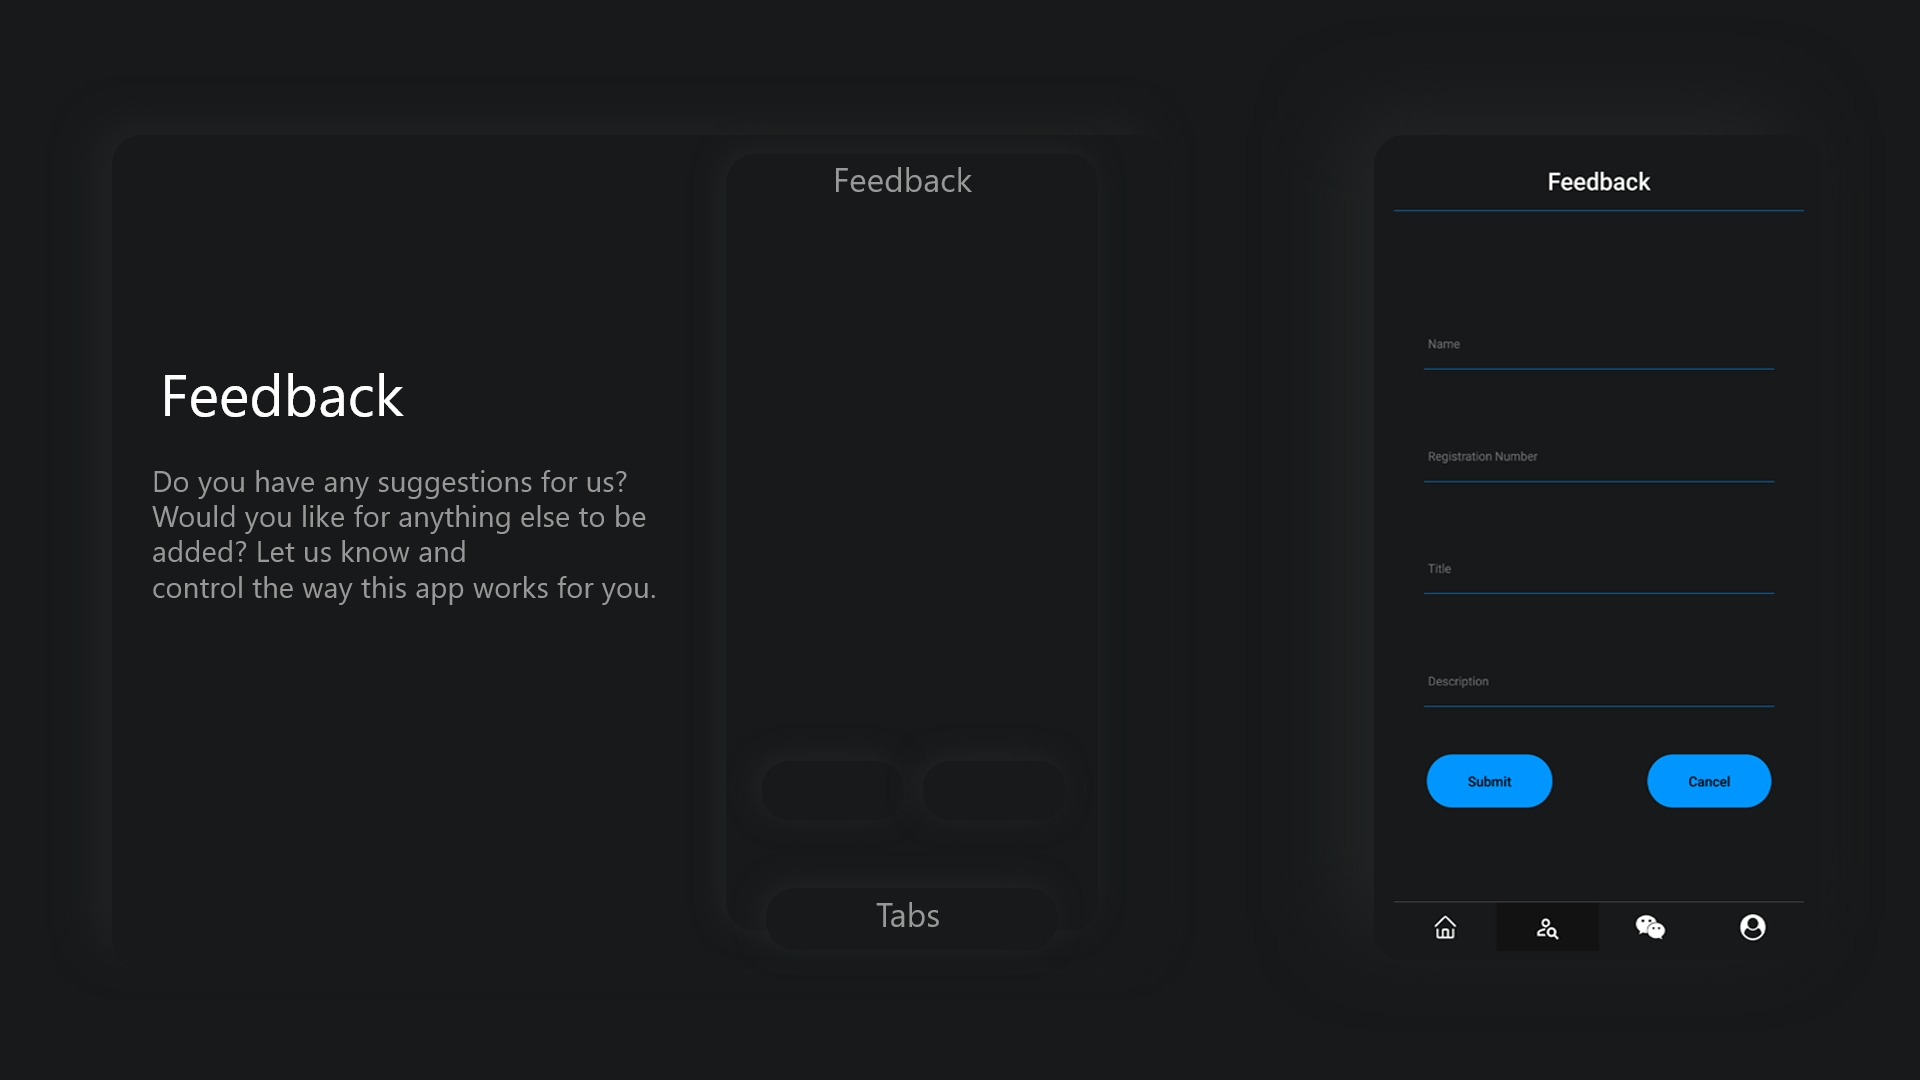 Feedback
Do you have any suggestions for us?
Would you like for anything else to be
added? Let us know and
control the way this app works for you.
Feedback
Tabs
Feedback
Name
Registration Number
Title
Description
Submit
Cancel